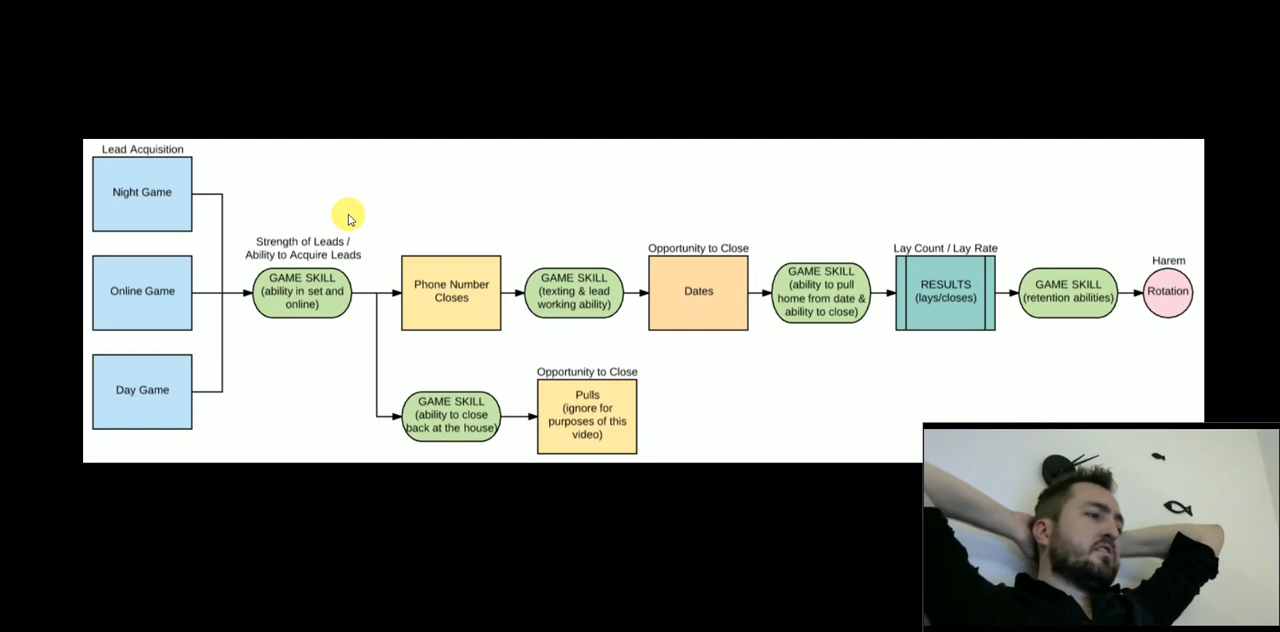 Lead Acquisition
Night Game
Online Game
Day Game
Strength of Leads /
Ability to Acquire Leads
GAME SKILL
(ability in set and
online)
Phone Number
Closes
GAME SKILL
(texting & lead
working ability)
Opportunity to Close
Dates
GAME SKILL
(ability to pull
home from date &
ability to close)
Lay Count / Lay Rate
RESULTS
(lays/closes)
GAME SKILL
(retention abilities)
Harem
Rotation
GAME SKILL
(ability to close
back at the house)
Opportunity to Close
Pulls
(ignore for
purposes of this
video)